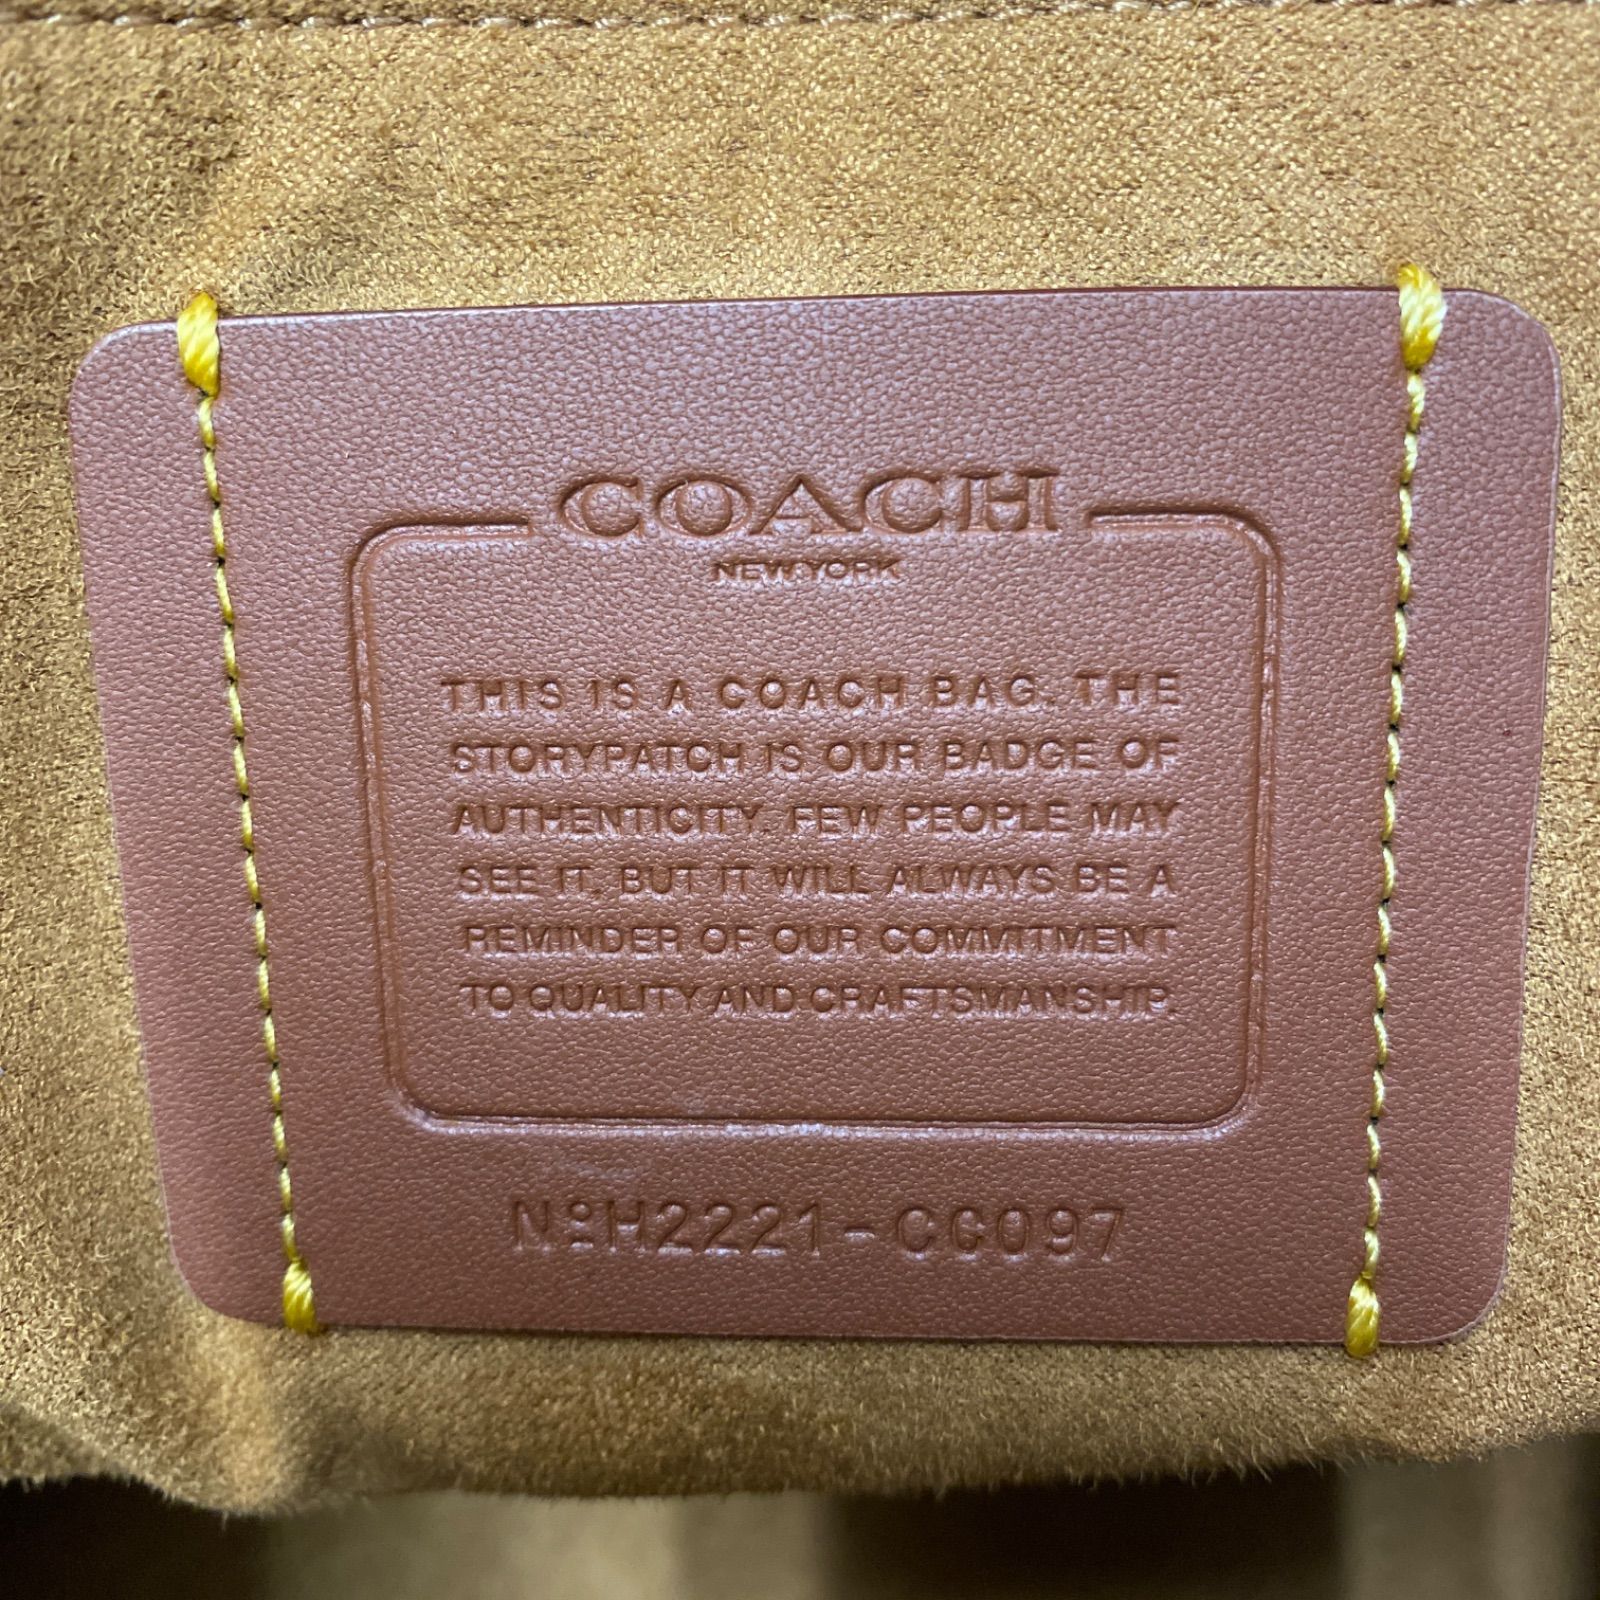 COACH
NEW YORK
THIS IS A COACH BAG. THE
STORYPATCH IS OUR BADGE OF
AUTHENTICITY. FEW PEOPLE MAY
SEE IT, BUT IT WILL ALWAYS BE A
REMINDER OF OUR COMMITMENT
TO QUALITY AND CRAFTSMANSHIP.
Nº H2221-CC097